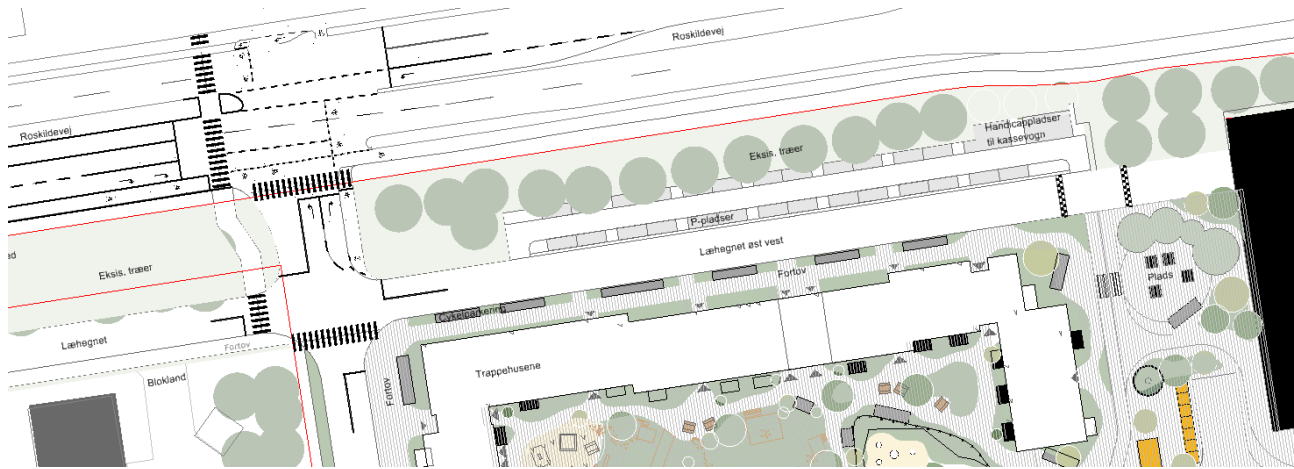 Roskildevej
Roskildevej
Handicappladser
til kassevogn
Eksis. træer
P-pladser
Læhegnet øst vest
ed
Eksis. træer
Fortov
Plads
Cykelparkering
Læhegnet
Fortov
Blokland
Trappehusene
Fortov